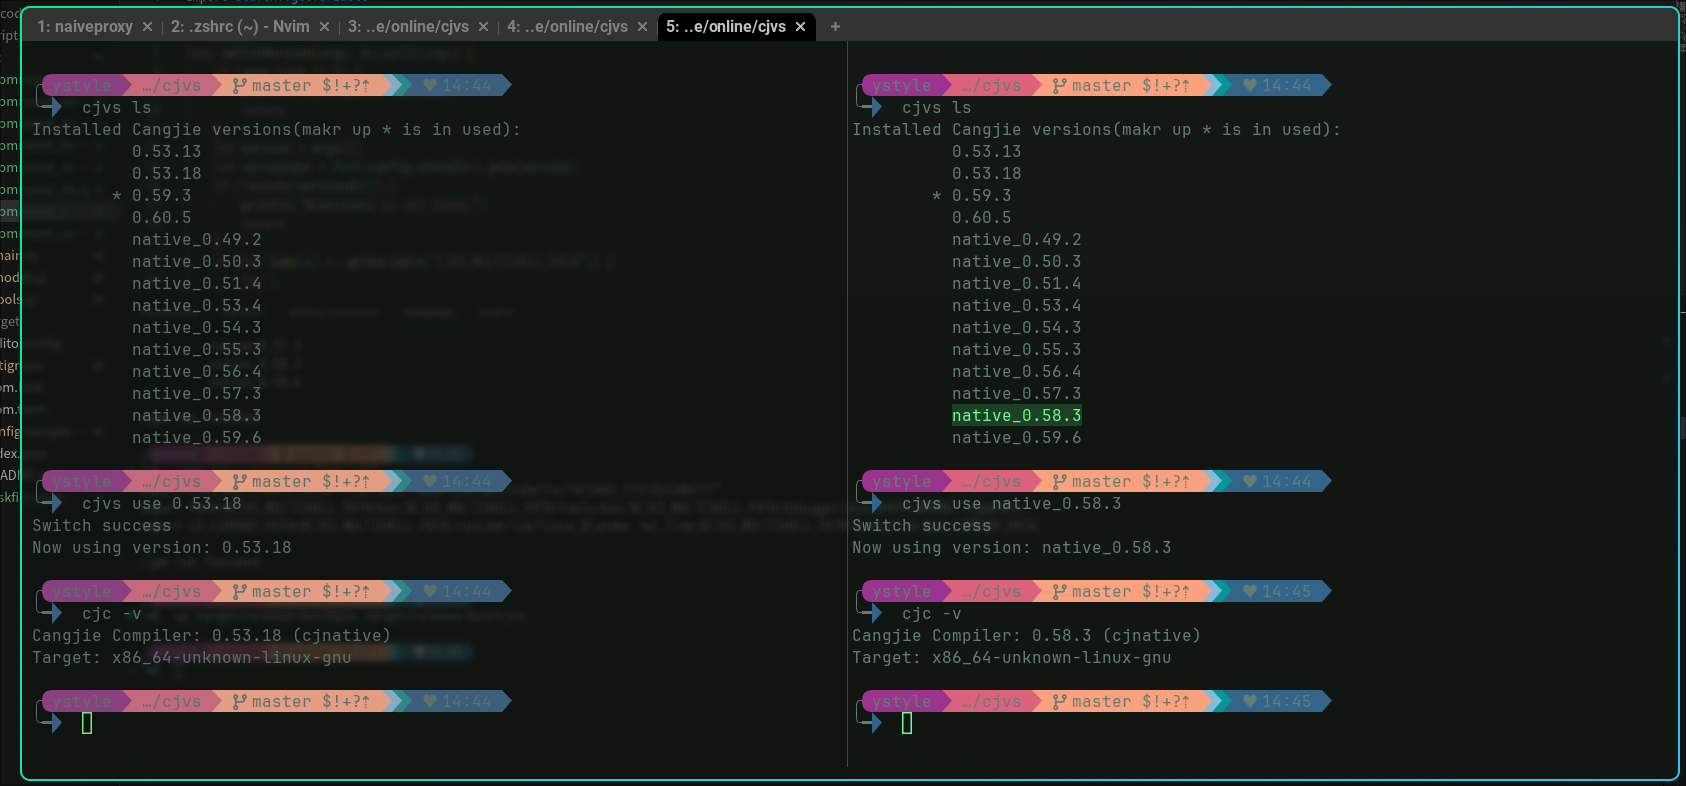 1: naiveproxy × 2: .zshrc (~) - Nvim × 3: ..e/online/cjvs × 4: ..e/online/cjvs × 5: ..e/online/cjvs × +
ystyle …/cjvs master $!+?⇡ ♥ 14:44
cjvs ls
Installed Cangjie versions(makr up * is in used):
0.53.13
0.53.18
* 0.59.3
0.60.5
native_0.49.2
native_0.50.3
native_0.51.4
native_0.53.4
native_0.54.3
native_0.55.3
native_0.56.4
native_0.57.3
native_0.58.3
native_0.59.6
ystyle …/cjvs master $!+?⇡ ♥ 14:44
cjvs use 0.53.18
Switch success
Now using version: 0.53.18
ystyle …/cjvs master $!+?⇡ ♥ 14:44
cjc -v
Cangjie Compiler: 0.53.18 (cjnative)
Target: x86_64-unknown-linux-gnu
ystyle …/cjvs master $!+?⇡ ♥ 14:44
ystyle …/cjvs master $!+?⇡ ♥ 14:44
cjvs ls
Installed Cangjie versions(makr up * is in used):
0.53.13
0.53.18
* 0.59.3
0.60.5
native_0.49.2
native_0.50.3
native_0.51.4
native_0.53.4
native_0.54.3
native_0.55.3
native_0.56.4
native_0.57.3
native_0.58.3
native_0.59.6
ystyle …/cjvs master $!+?⇡ ♥ 14:44
cjvs use native_0.58.3
Switch success
Now using version: native_0.58.3
ystyle …/cjvs master $!+?⇡ ♥ 14:45
cjc -v
Cangjie Compiler: 0.58.3 (cjnative)
Target: x86_64-unknown-linux-gnu
ystyle …/cjvs master $!+?⇡ ♥ 14:45